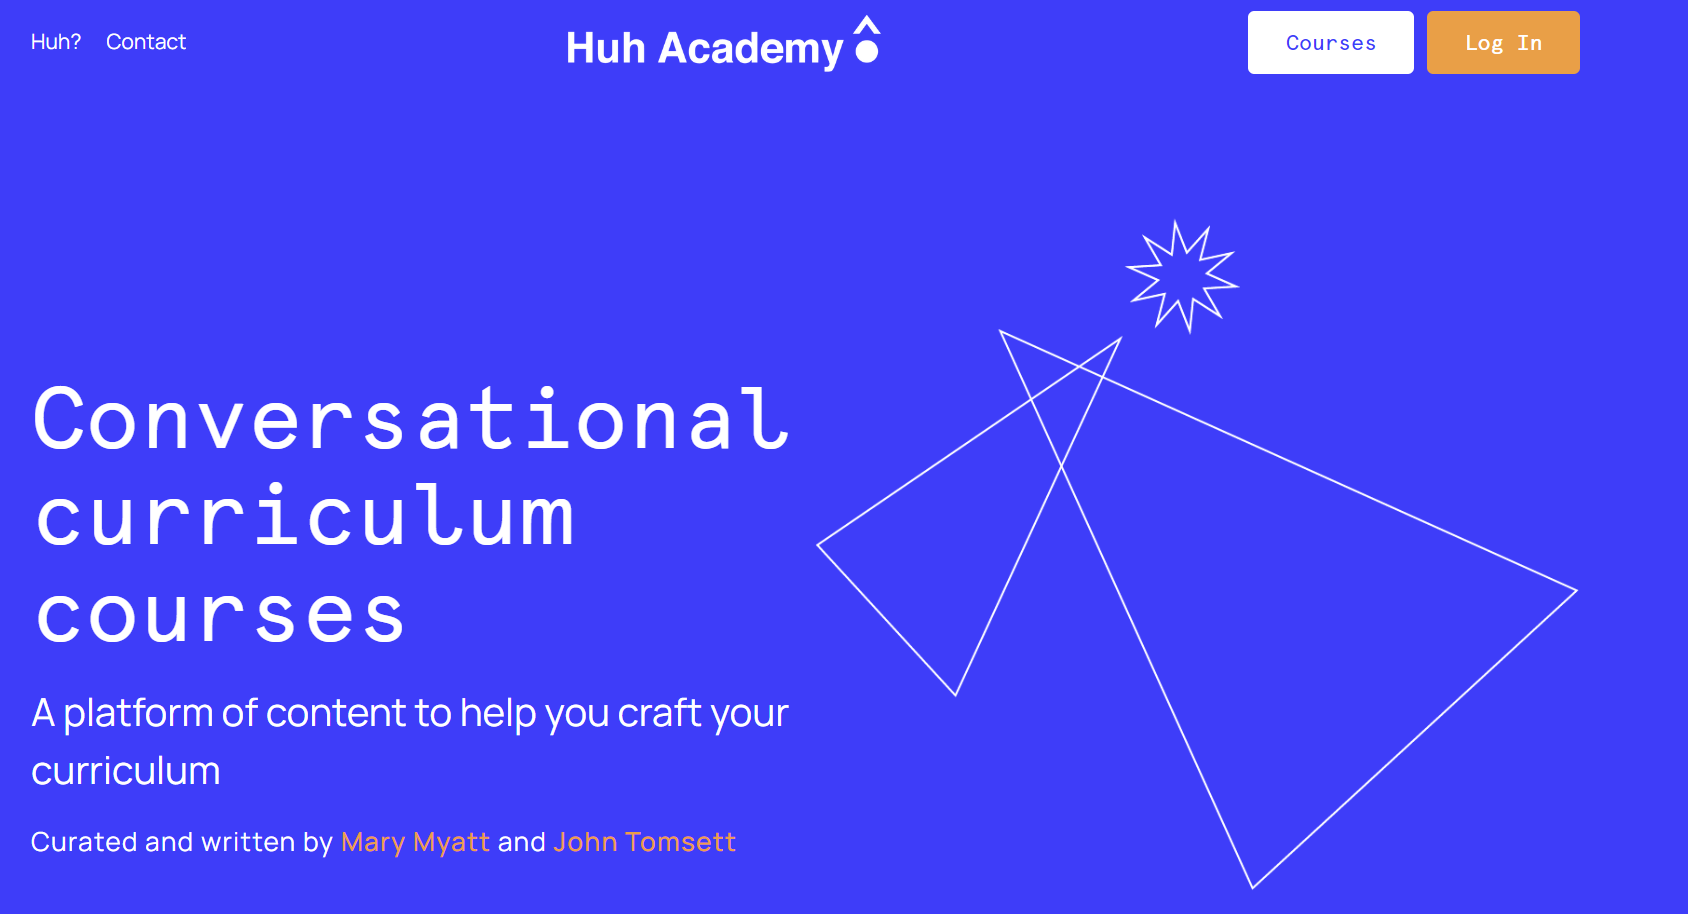 Huh? Contact
Huh Academy
Courses
Log In
Conversational
curriculum
courses
A platform of content to help you craft your
curriculum
Curated and written by Mary Myatt and John Tomsett